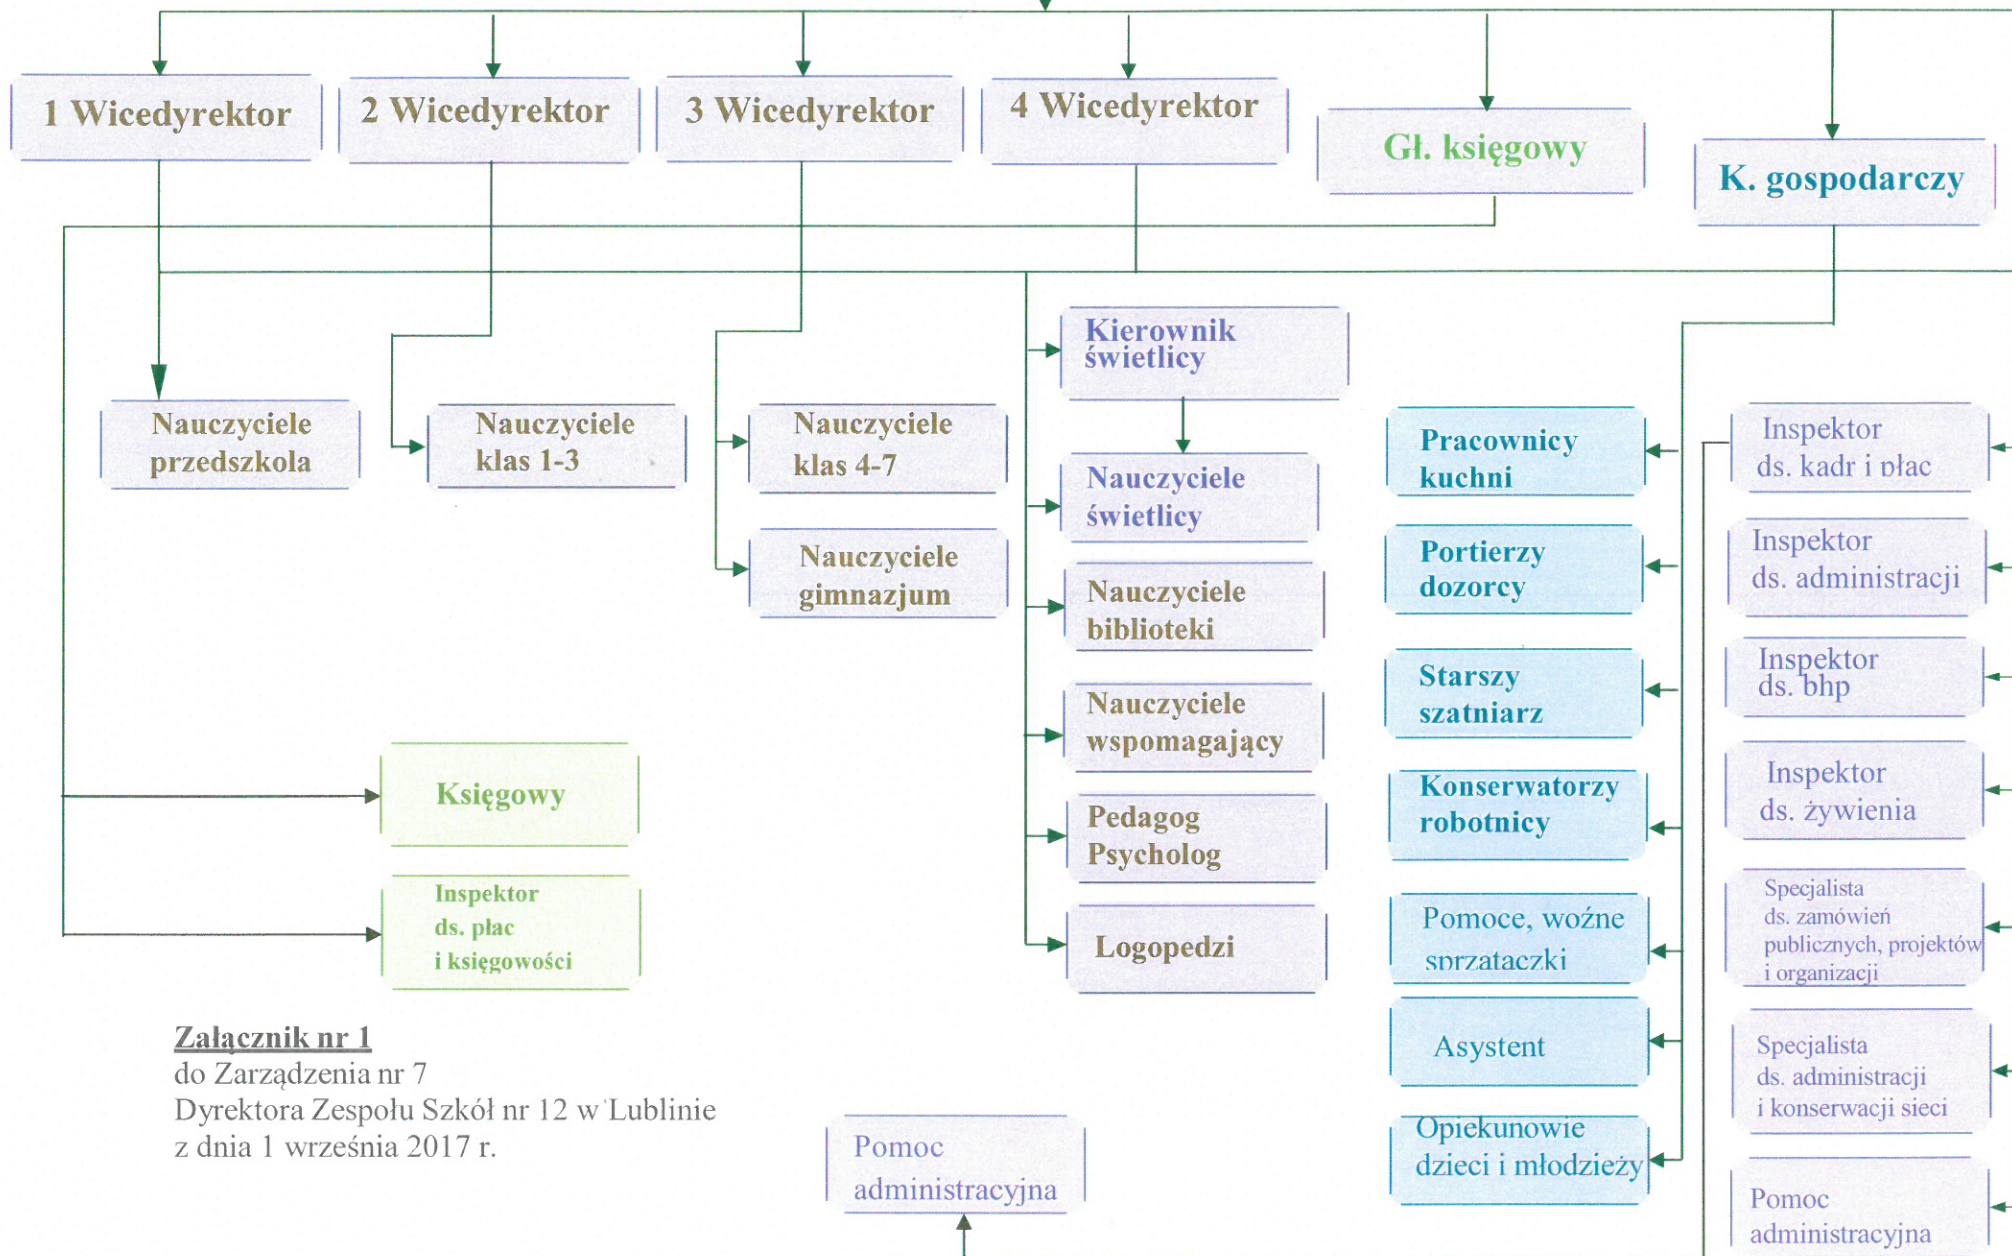 1 Wicedyrektor
2 Wicedyrektor
3 Wicedyrektor
4 Wicedyrektor
Gł. księgowy
K. gospodarczy
Nauczyciele
przedszkola
Nauczyciele
klas 1-3
Nauczyciele
klas 4-7
Nauczyciele
gimnazjum
Kierownik
świetlicy
Nauczyciele
świetlicy
Nauczyciele
biblioteki
Nauczyciele
wspomagający
Pedagog
Psycholog
Logopedzi
Pracownicy
kuchni
Portierzy
dozorcy
Starszy
szatniarz
Konserwatorzy
robotnicy
Pomoce, woźne
sprzątaczki
Asystent
Opiekunowie
dzieci i młodzieży
Inspektor
ds. kadr i płac
Inspektor
ds. administracji
Inspektor
ds. bhp
Inspektor
ds. żywienia
Specjalista
ds. zamówień
publicznych, projektów
i organizacji
Specjalista
ds. administracji
i konserwacji sieci
Pomoc
administracyjna
Księgowy
Inspektor
ds. płac
i księgowości
Załącznik nr 1
do Zarządzenia nr 7
Dyrektora Zespołu Szkół nr 12 w Lublinie
z dnia 1 września 2017 r.
Pomoc
administracyjna